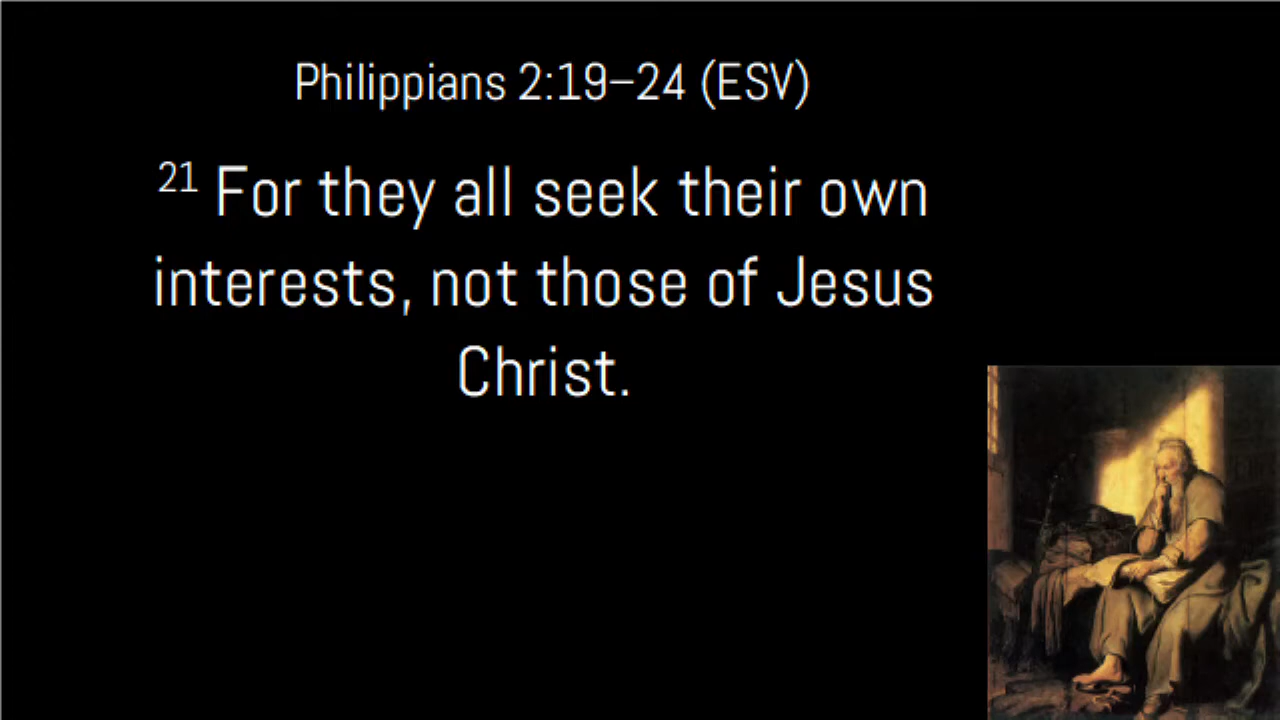 Philippians 2:19–24 (ESV)
21 For they all seek their own
interests, not those of Jesus
Christ.